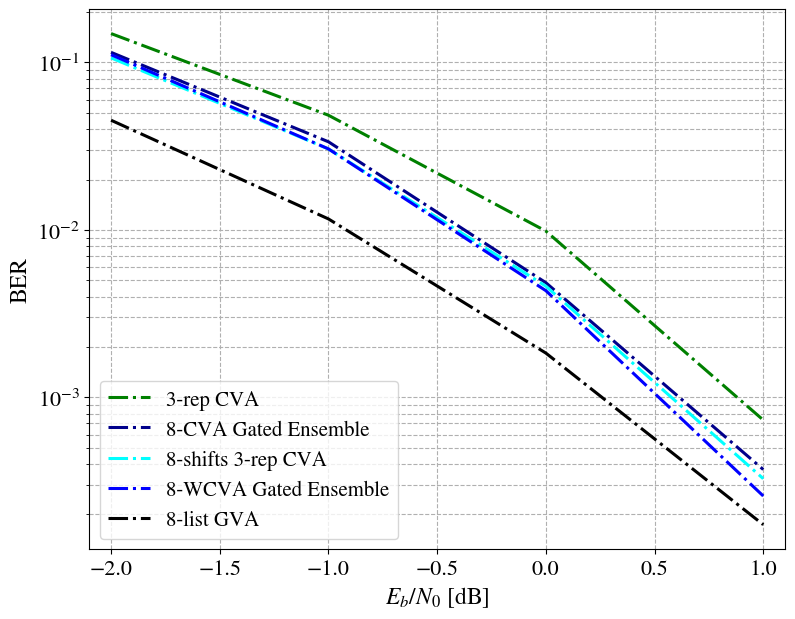 10⁻¹
10⁻²
10⁻³
BER
3-rep CVA
8-CVA Gated Ensemble
8-shifts 3-rep CVA
8-WCVA Gated Ensemble
8-list GVA
−2.0 −1.5 −1.0 −0.5 0.0 0.5 1.0
E_b/N_0 [dB]